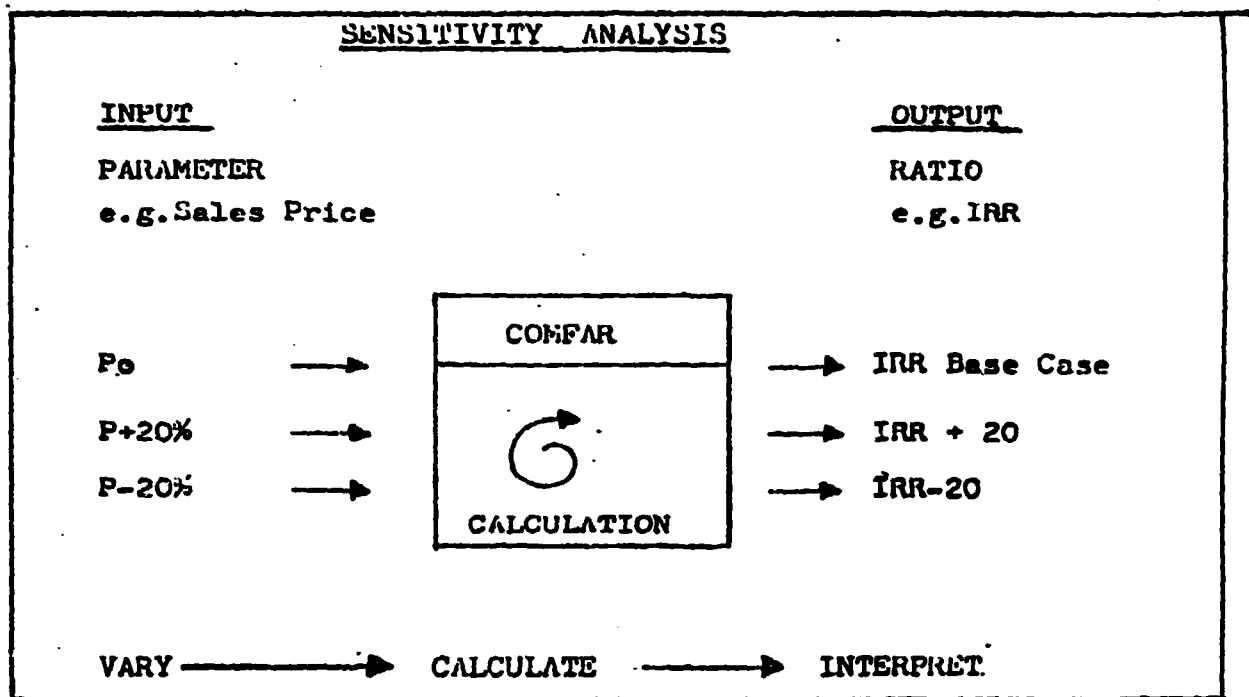 SENSITIVITY ANALYSIS
INPUT OUTPUT
PARAMETER RATIO
e.g.Sales Price e.g.IRR
COMFAR
Po IRR Base Case
P+20% IRR + 20
P-20% IRR-20
CALCULATION
VARY CALCULATE INTERPRET.